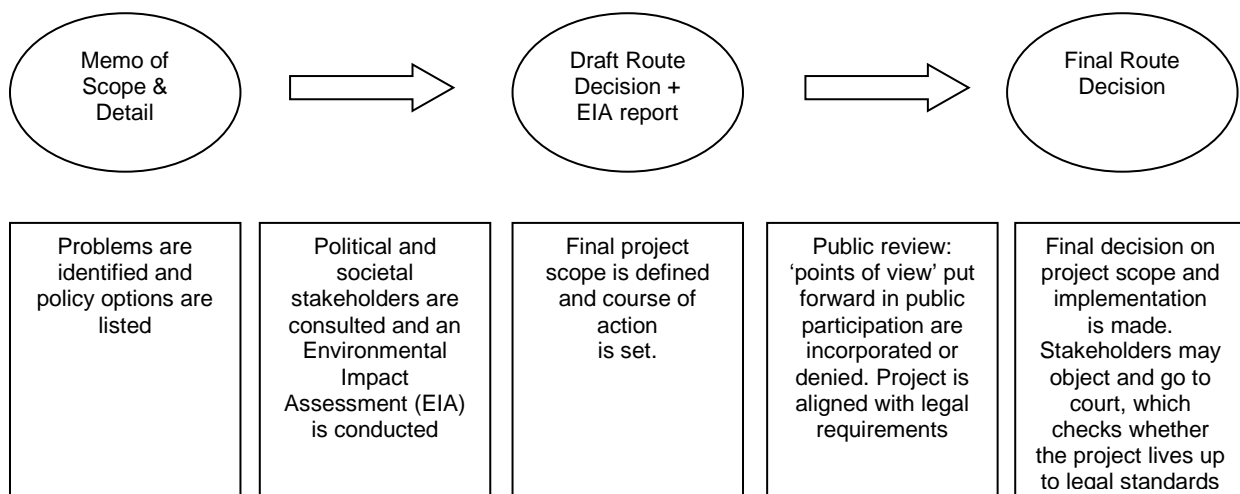 Memo of
Scope &
Detail
Draft Route
Decision +
EIA report
Final Route
Decision
Problems are
identified and
policy options are
listed
Political and
societal
stakeholders are
consulted and an
Environmental
Impact
Assessment (EIA)
is conducted
Final project
scope is defined
and course of
action
is set.
Public review:
‘points of view’ put
forward in public
participation are
incorporated or
denied. Project is
aligned with legal
requirements
Final decision on
project scope and
implementation
is made.
Stakeholders may
object and go to
court, which
checks whether
the project lives up
to legal standards